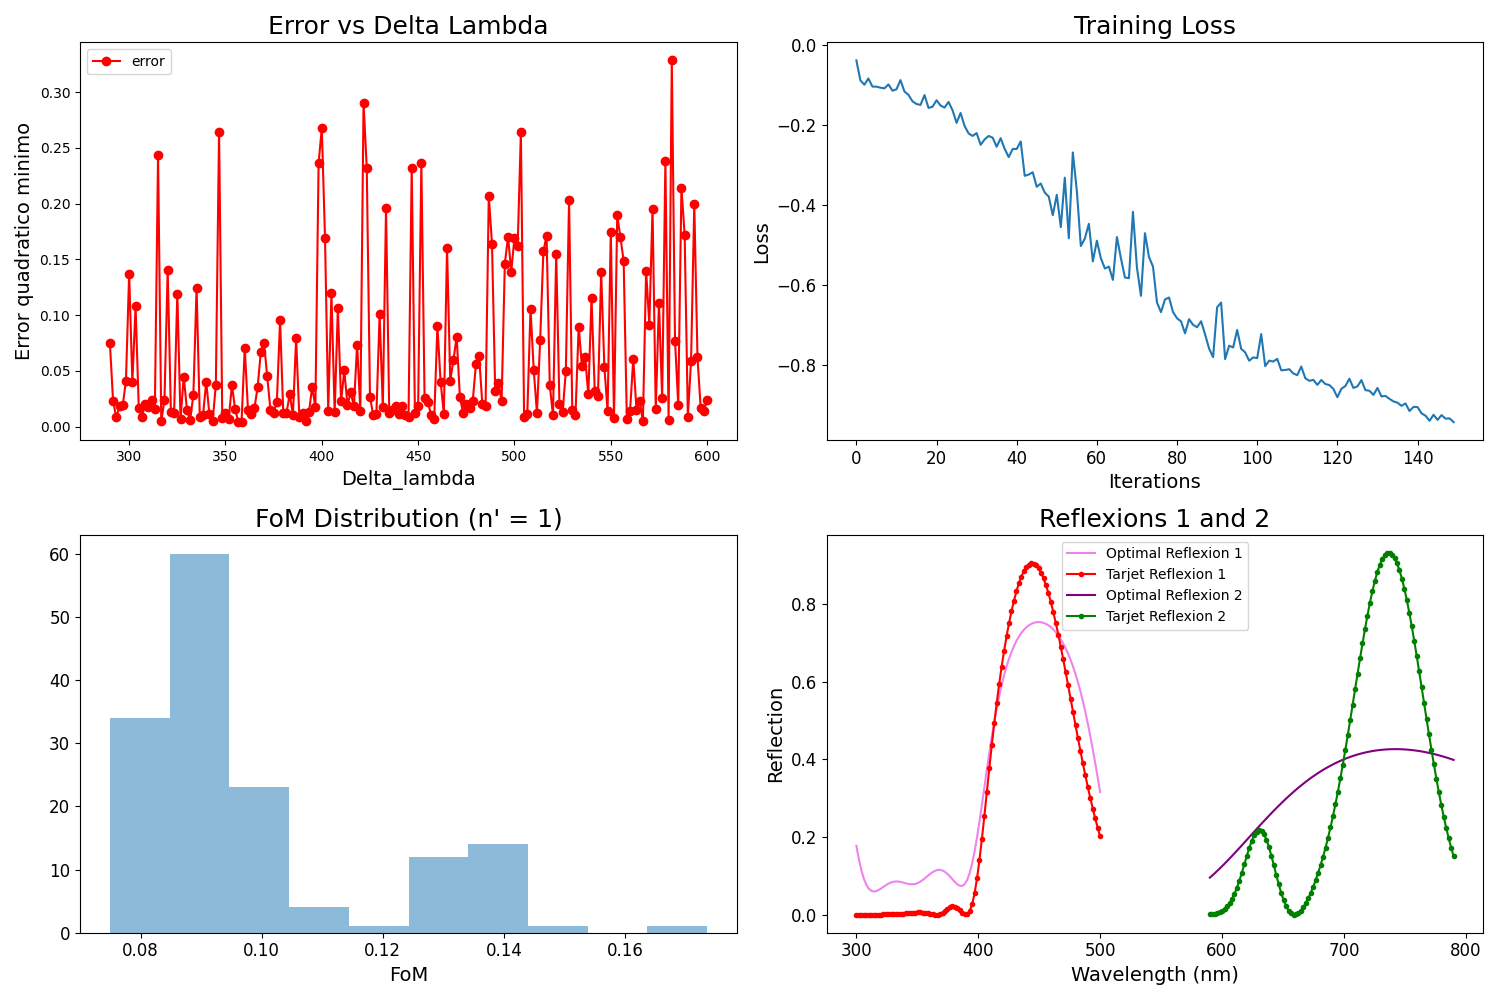 Error vs Delta Lambda
error
Error quadratico minimo
0.30
0.25
0.20
0.15
0.10
0.05
0.00
300 350 400 450 500 550 600
Delta_lambda
Training Loss
Loss
0.0
−0.2
−0.4
−0.6
−0.8
0 20 40 60 80 100 120 140
Iterations
FoM Distribution (n' = 1)
60
50
40
30
20
10
0
0.08 0.10 0.12 0.14 0.16
FoM
Reflexions 1 and 2
Optimal Reflexion 1
Tarjet Reflexion 1
Optimal Reflexion 2
Tarjet Reflexion 2
Reflection
0.8
0.6
0.4
0.2
0.0
300 400 500 600 700 800
Wavelength (nm)